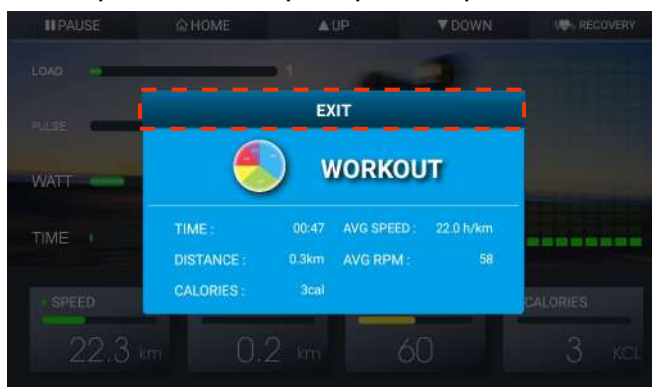 PAUSE HOME UP DOWN RECOVERY
LOAD 1
PULSE
EXIT
WORKOUT
WATT
TIME
TIME : 00:47 AVG SPEED : 22.0 h/km
DISTANCE : 0.3km AVG RPM : 58
CALORIES : 3cal
SPEED CALORIES
22.3 km 0.2 km 60 3 KCL